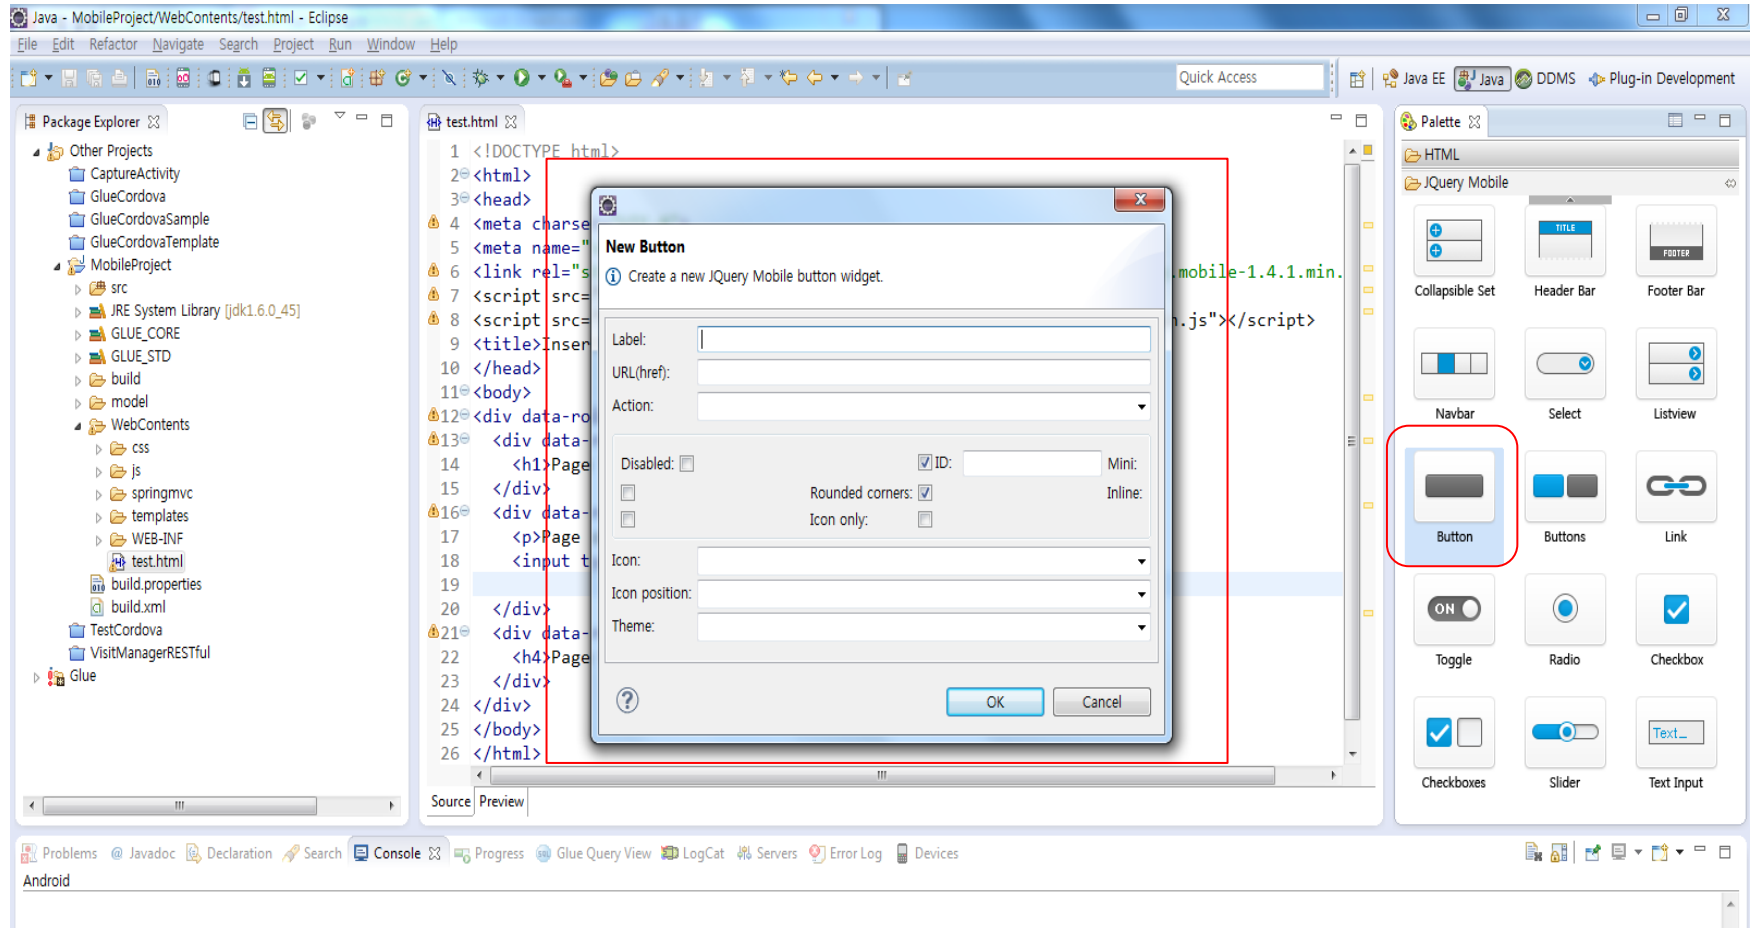 Java - MobileProject/WebContents/test.html - Eclipse
File Edit Refactor Navigate Search Project Run Window Help
Quick Access
Java EE Java DDMS Plug-in Development
Package Explorer
Other Projects
CaptureActivity
GlueCordova
GlueCordovaSample
GlueCordovaTemplate
MobileProject
src
JRE System Library [jdk1.6.0_45]
GLUE_CORE
GLUE_STD
build
model
WebContents
css
js
springmvc
templates
WEB-INF
test.html
build.properties
build.xml
TestCordova
VisitManagerRESTful
Glue
test.html
1 <!DOCTYPE html>
2 <html>
3 <head>
4 <meta charse
5 <meta name="
6 <link rel="s .mobile-1.4.1.min.
7 <script src=
8 <script src= n.js"></script>
9 <title>Inser
10 </head>
11 <body>
12 <div data-ro
13 <div data-
14 <h1>Page
15 </div>
16 <div data-
17 <p>Page
18 <input t
19
20 </div>
21 <div data-
22 <h4>Page
23 </div>
24 </div>
25 </body>
26 </html>
Source Preview
New Button
Create a new JQuery Mobile button widget.
Label:
URL(href):
Action:
Disabled: ID: Mini:
Rounded corners: Inline:
Icon only:
Icon:
Icon position:
Theme:
OK Cancel
Palette
HTML
JQuery Mobile
TITLE
FOOTER
Collapsible Set Header Bar Footer Bar
Navbar Select Listview
Button Buttons Link
ON
Toggle Radio Checkbox
Text_
Checkboxes Slider Text Input
Problems Javadoc Declaration Search Console Progress Glue Query View LogCat Servers Error Log Devices
Android